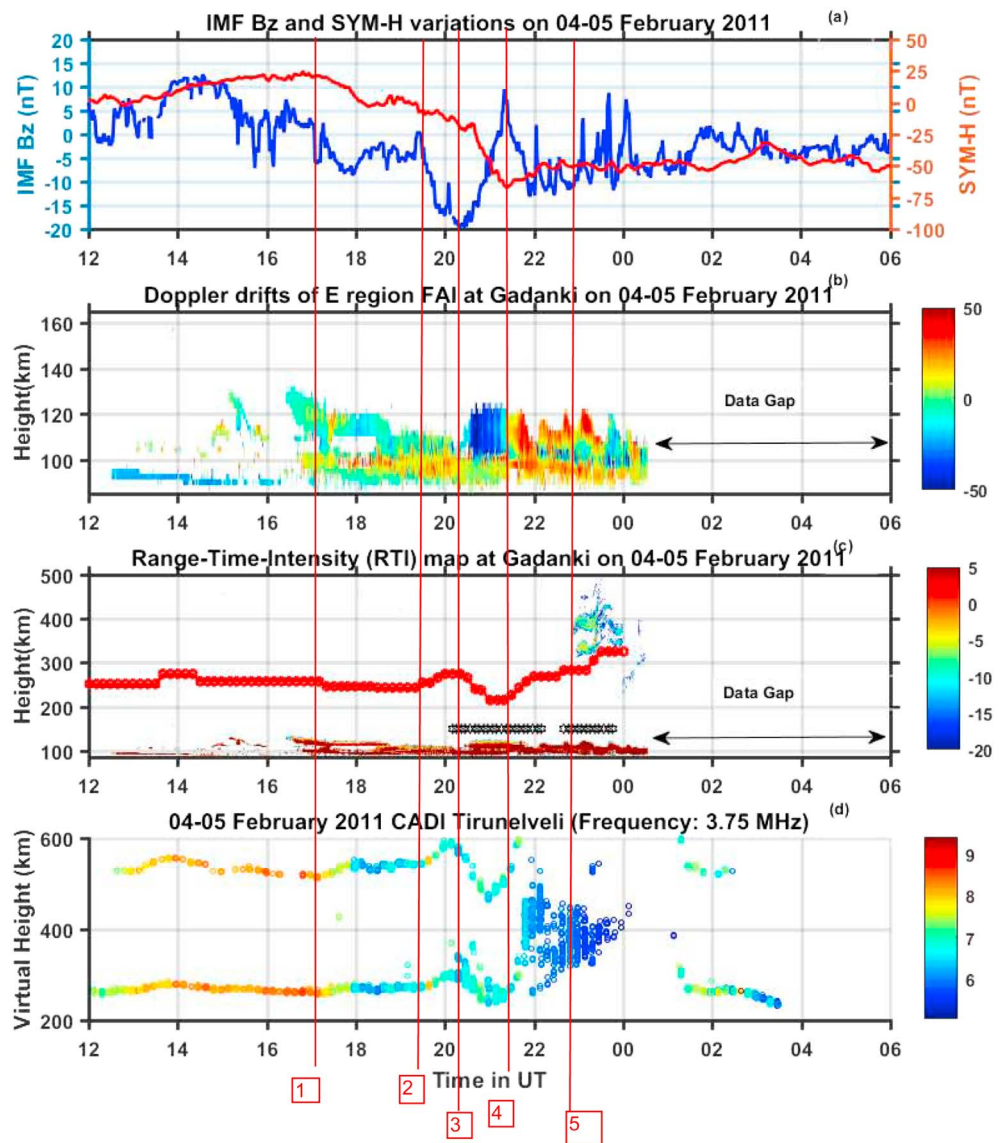 (a)
IMF Bz and SYM-H variations on 04-05 February 2011
IMF Bz (nT)
20
15
10
5
0
-5
-10
-15
-20
SYM-H (nT)
50
25
0
-25
-50
-75
-100
12 14 16 18 20 22 00 02 04 06
(b)
Doppler drifts of E region FAI at Gadanki on 04-05 February 2011
Height(km)
160
140
120
100
Data Gap
50
0
-50
12 14 16 18 20 22 00 02 04 06
(c)
Range-Time-Intensity (RTI) map at Gadanki on 04-05 February 2011
Height(km)
500
400
300
200
100
Data Gap
5
0
-5
-10
-15
-20
12 14 16 18 20 22 00 02 04 06
(d)
04-05 February 2011 CADI Tirunelveli (Frequency: 3.75 MHz)
Virtual Height (km)
600
400
200
9
8
7
6
12 14 16 18 20 22 00 02 04 06
Time in UT
1
2
3
4
5